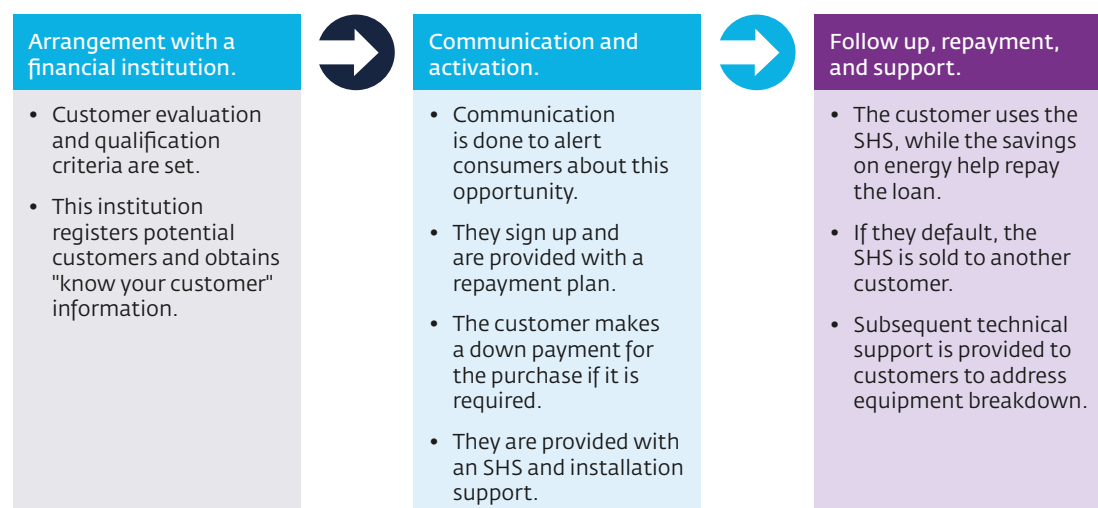 Arrangement with a
financial institution.
• Customer evaluation
and qualification
criteria are set.
• This institution
registers potential
customers and obtains
"know your customer"
information.
Communication and
activation.
• Communication
is done to alert
consumers about this
opportunity.
• They sign up and
are provided with a
repayment plan.
• The customer makes
a down payment for
the purchase if it is
required.
• They are provided with
an SHS and installation
support.
Follow up, repayment,
and support.
• The customer uses the
SHS, while the savings
on energy help repay
the loan.
• If they default, the
SHS is sold to another
customer.
• Subsequent technical
support is provided to
customers to address
equipment breakdown.